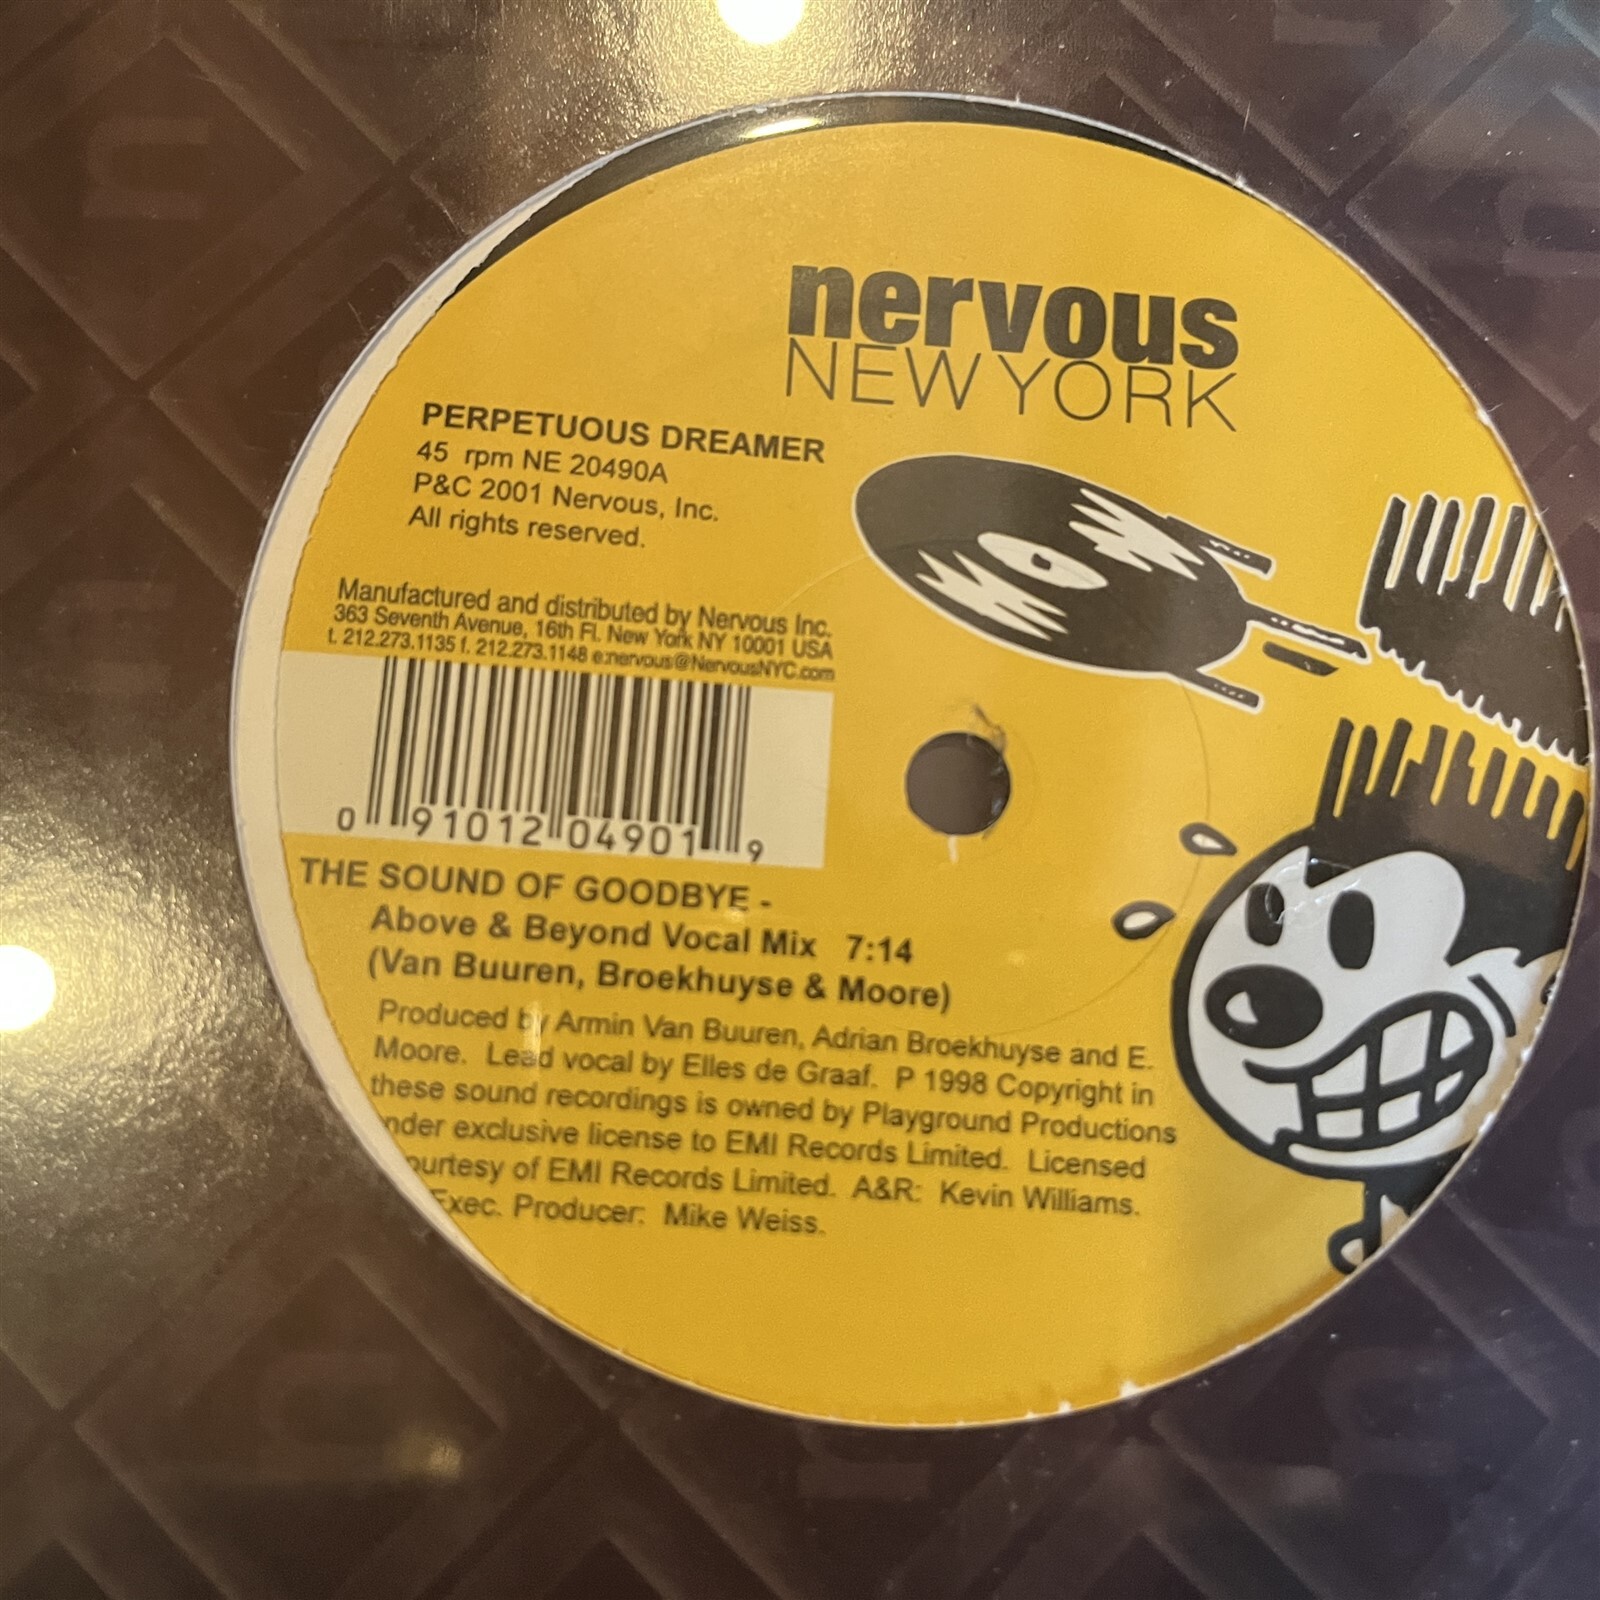 nervous
NEW YORK
PERPETUOUS DREAMER
45 rpm NE 20490A
P&C 2001 Nervous, Inc.
All rights reserved.
Manufactured and distributed by Nervous Inc.
363 Seventh Avenue, 16th Fl. New York NY 10001 USA
t. 212.273.1135 f. 212.273.1148 e:nervous@NervousNYC.com
0 91012 04901 9
THE SOUND OF GOODBYE -
Above & Beyond Vocal Mix 7:14
(Van Buuren, Broekhuyse & Moore)
Produced by Armin Van Buuren, Adrian Broekhuyse and E.
Moore. Lead vocal by Elles de Graaf. P 1998 Copyright in
these sound recordings is owned by Playground Productions
nder exclusive license to EMI Records Limited. Licensed
ourtesy of EMI Records Limited. A&R: Kevin Williams.
Exec. Producer: Mike Weiss.